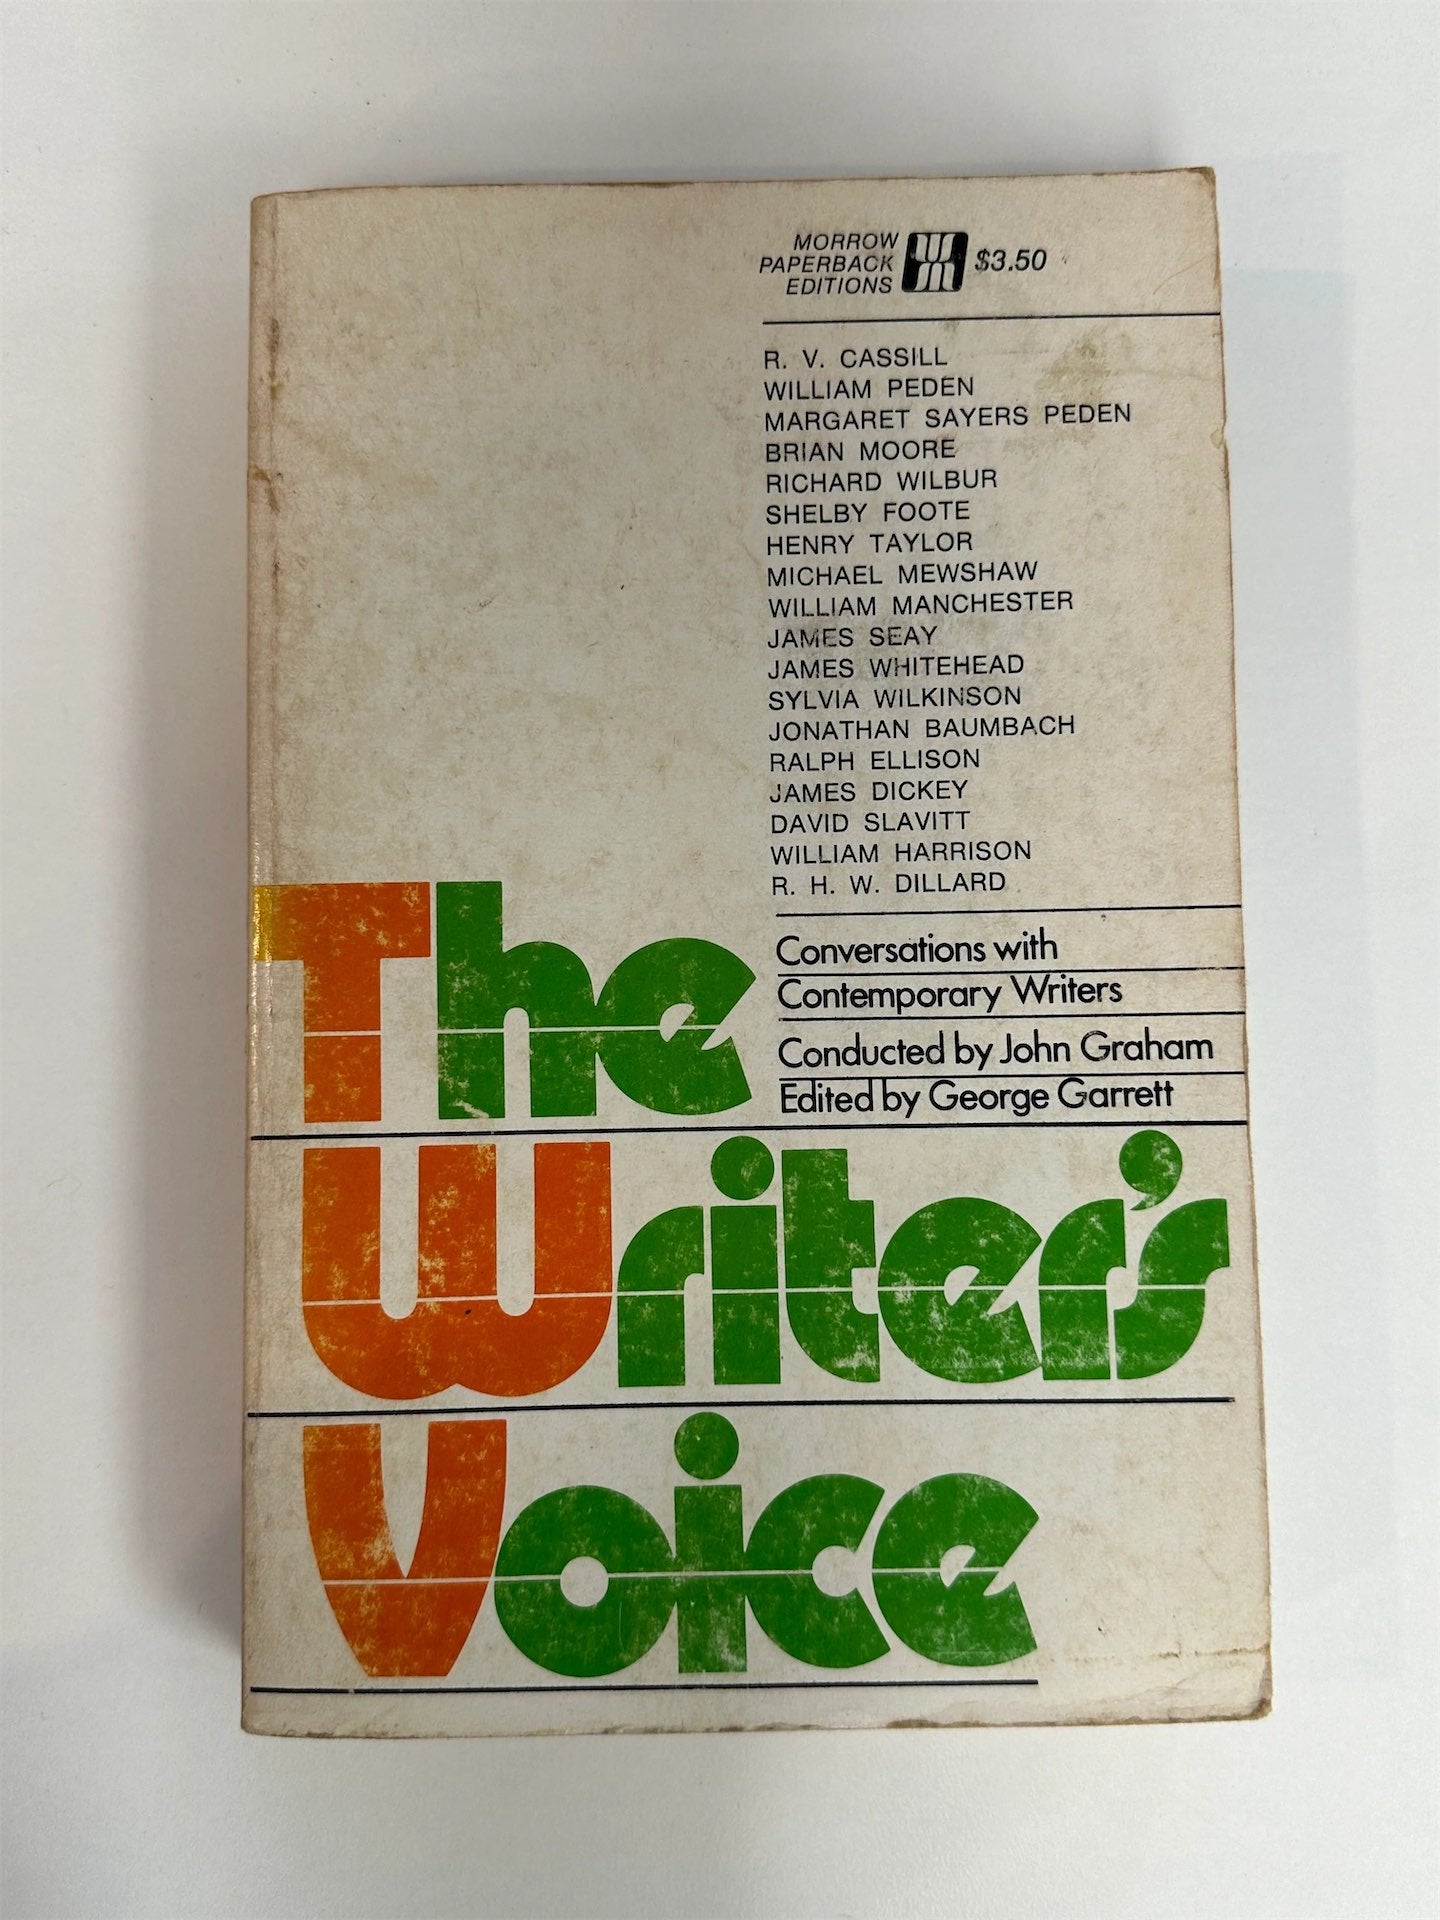 MORROW
PAPERBACK
EDITIONS
$3.50
R. V. CASSILL
WILLIAM PEDEN
MARGARET SAYERS PEDEN
BRIAN MOORE
RICHARD WILBUR
SHELBY FOOTE
HENRY TAYLOR
MICHAEL MEWSHAW
WILLIAM MANCHESTER
JAMES SEAY
JAMES WHITEHEAD
SYLVIA WILKINSON
JONATHAN BAUMBACH
RALPH ELLISON
JAMES DICKEY
DAVID SLAVITT
WILLIAM HARRISON
R. H. W. DILLARD
Conversations with
Contemporary Writers
Conducted by John Graham
Edited by George Garrett
The
Writer's
Voice